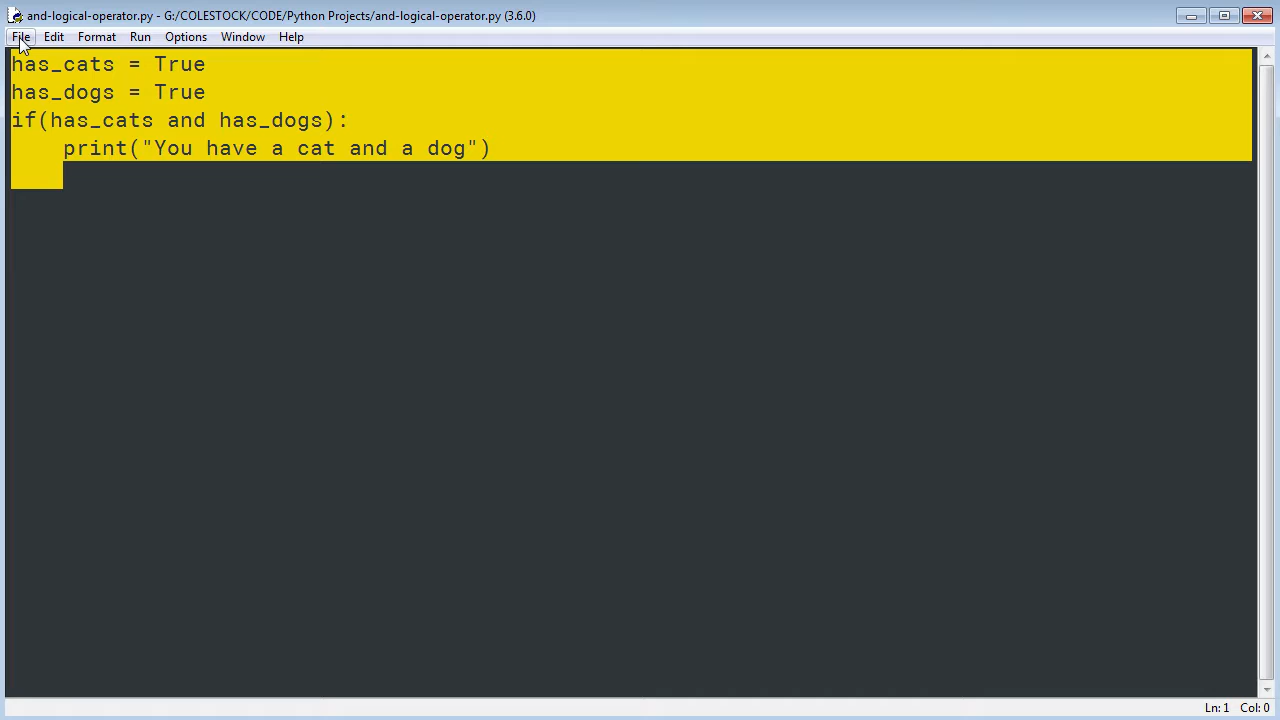 and-logical-operator.py - G:/COLESTOCK/CODE/Python Projects/and-logical-operator.py (3.6.0)
File Edit Format Run Options Window Help
has_cats = True
has_dogs = True
if(has_cats and has_dogs):
    print("You have a cat and a dog")
Ln: 1 Col: 0